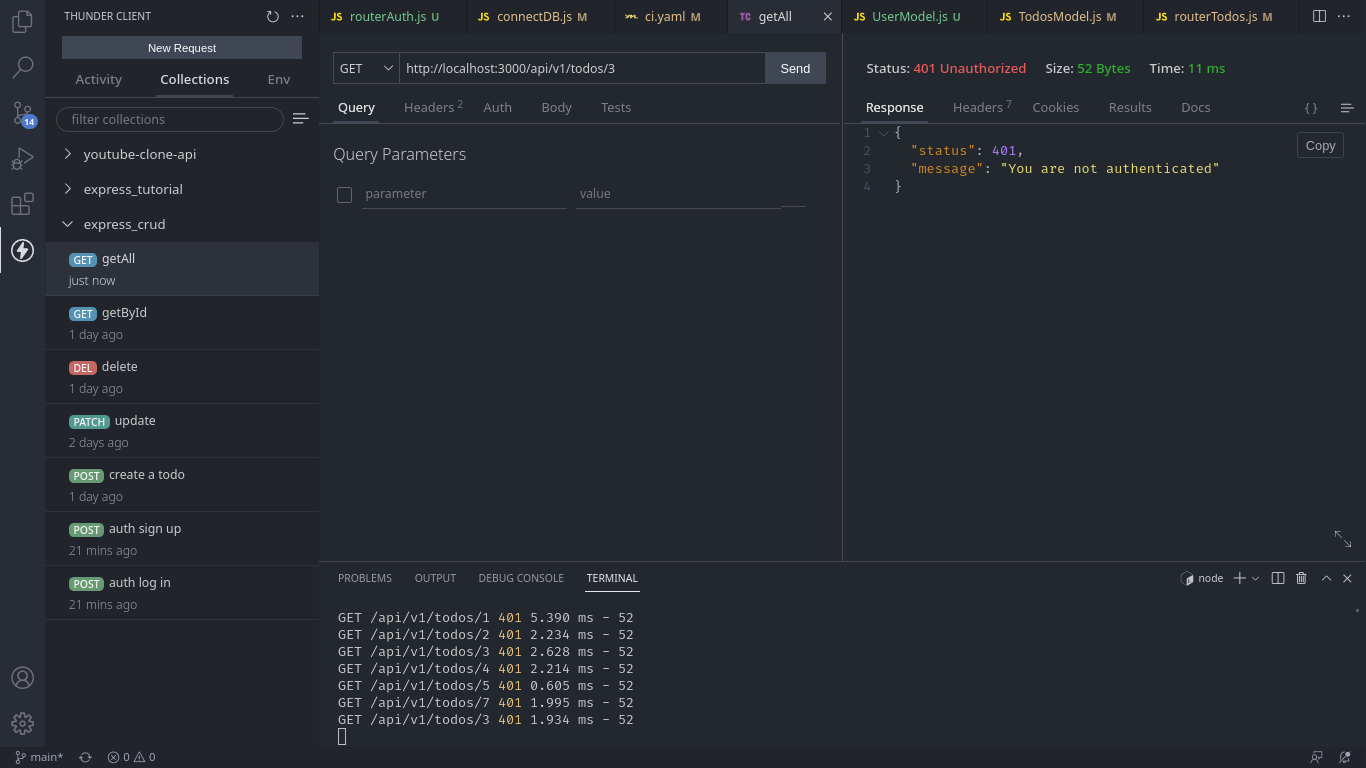 THUNDER CLIENT
New Request
Activity
Collections
Env
filter collections
youtube-clone-api
express_tutorial
express_crud
GET getAll
just now
GET getById
1 day ago
DEL delete
1 day ago
PATCH update
2 days ago
POST create a todo
1 day ago
POST auth sign up
21 mins ago
POST auth log in
21 mins ago
14
JS routerAuth.js U
JS connectDB.js M
ci.yaml M
TC getAll
JS UserModel.js U
JS TodosModel.js M
JS routerTodos.js M
GET
http://localhost:3000/api/v1/todos/3
Send
Query
Headers 2
Auth
Body
Tests
Query Parameters
parameter
value
Status: 401 Unauthorized Size: 52 Bytes Time: 11 ms
Response
Headers 7
Cookies
Results
Docs
{ }
1 {
2 "status": 401,
3 "message": "You are not authenticated"
4 }
Copy
PROBLEMS
OUTPUT
DEBUG CONSOLE
TERMINAL
node
GET /api/v1/todos/1 401 5.390 ms - 52
GET /api/v1/todos/2 401 2.234 ms - 52
GET /api/v1/todos/3 401 2.628 ms - 52
GET /api/v1/todos/4 401 2.214 ms - 52
GET /api/v1/todos/5 401 0.605 ms - 52
GET /api/v1/todos/7 401 1.995 ms - 52
GET /api/v1/todos/3 401 1.934 ms - 52
main*
0
0